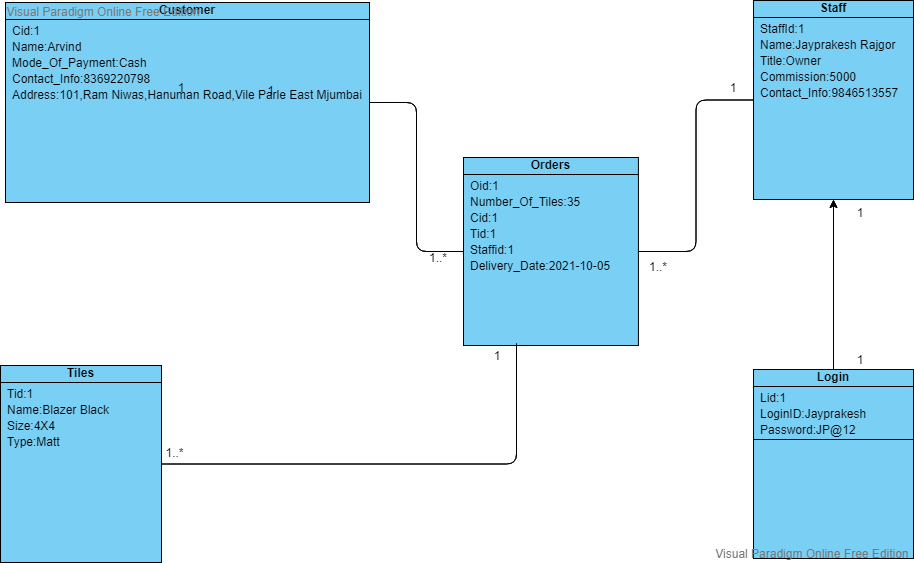 Visual Paradigm Online Free Edition
Customer
Cid:1
Name:Arvind
Mode_Of_Payment:Cash
Contact_Info:8369220798
Address:101,Ram Niwas,Hanuman Road,Vile Parle East Mjumbai
1
1
1..*
Staff
StaffId:1
Name:Jayprakesh Rajgor
Title:Owner
Commission:5000
Contact_Info:9846513557
1
1..*
1
1
Orders
Oid:1
Number_Of_Tiles:35
Cid:1
Tid:1
Staffid:1
Delivery_Date:2021-10-05
1
1..*
Tiles
Tid:1
Name:Blazer Black
Size:4X4
Type:Matt
Login
Lid:1
LoginID:Jayprakesh
Password:JP@12
Visual Paradigm Online Free Edition